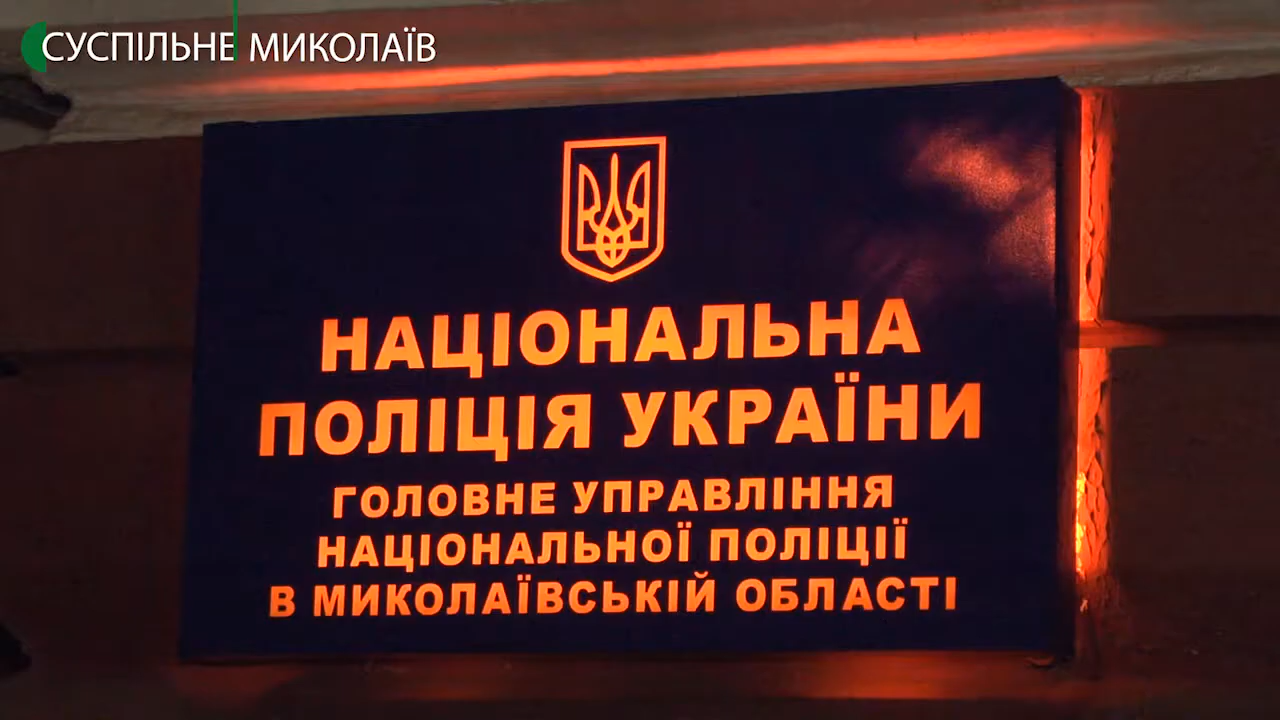 СУСПІЛЬНЕ МИКОЛАЇВ
НАЦІОНАЛЬНА
ПОЛІЦІЯ УКРАЇНИ
ГОЛОВНЕ УПРАВЛІННЯ
НАЦІОНАЛЬНОЇ ПОЛІЦІЇ
В МИКОЛАЇВСЬКІЙ ОБЛАСТІ